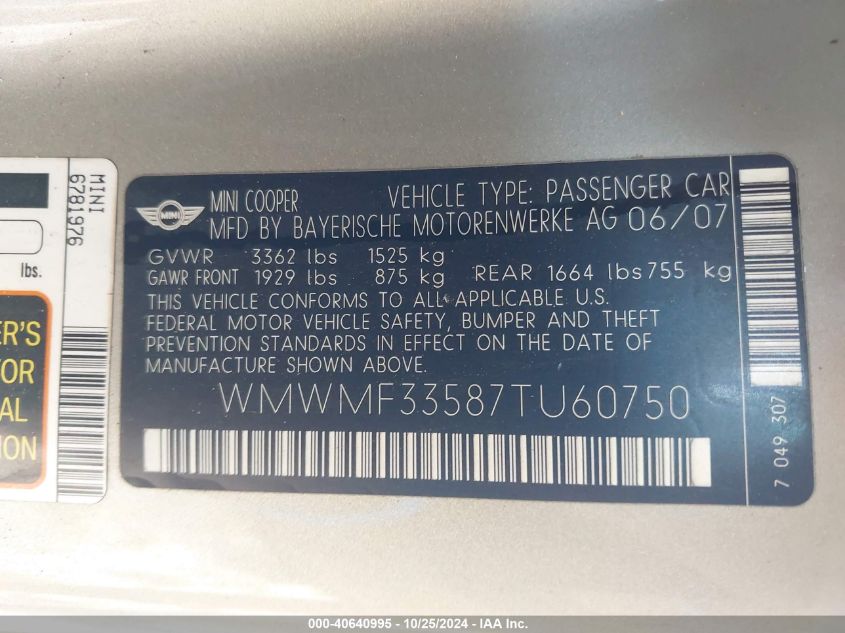 MINI
6781976
lbs.
ER'S
TOR
AL
TION
MINI
MINI COOPER VEHICLE TYPE: PASSENGER CAR
MFD BY BAYERISCHE MOTORENWERKE AG 06/07
GVWR 3362 lbs 1525 kg
GAWR FRONT 1929 lbs 875 kg REAR 1664 lbs 755 kg
THIS VEHICLE CONFORMS TO ALL APPLICABLE U.S.
FEDERAL MOTOR VEHICLE SAFETY, BUMPER AND THEFT
PREVENTION STANDARDS IN EFFECT ON THE DATE OF
MANUFACTURE SHOWN ABOVE.
WMWMF33587TU60750
7 049 307
000-40640995 - 10/25/2024 - IAA Inc.